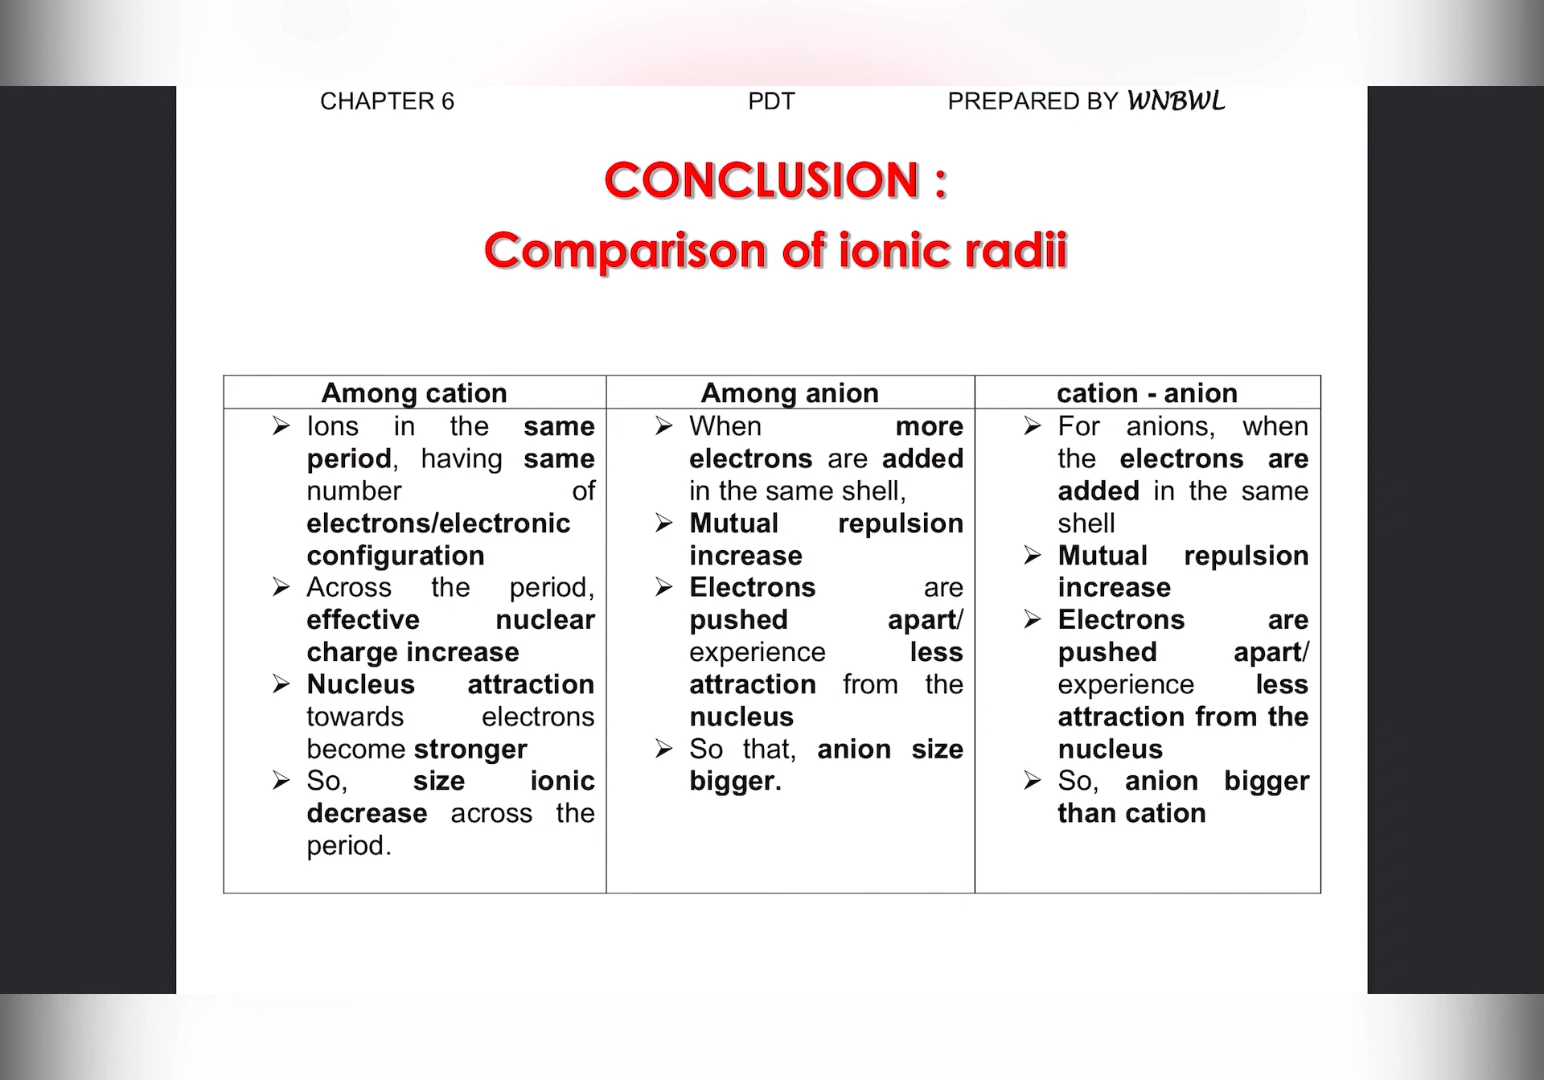 CHAPTER 6 PDT PREPARED BY WNBWL
CONCLUSION :
Comparison of ionic radii
Among cation
➢ Ions in the same
period, having same
number of
electrons/electronic
configuration
➢ Across the period,
effective nuclear
charge increase
➢ Nucleus attraction
towards electrons
become stronger
➢ So, size ionic
decrease across the
period.
Among anion
➢ When more
electrons are added
in the same shell,
➢ Mutual repulsion
increase
➢ Electrons are
pushed apart/
experience less
attraction from the
nucleus
➢ So that, anion size
bigger.
cation - anion
➢ For anions, when
the electrons are
added in the same
shell
➢ Mutual repulsion
increase
➢ Electrons are
pushed apart/
experience less
attraction from the
nucleus
➢ So, anion bigger
than cation